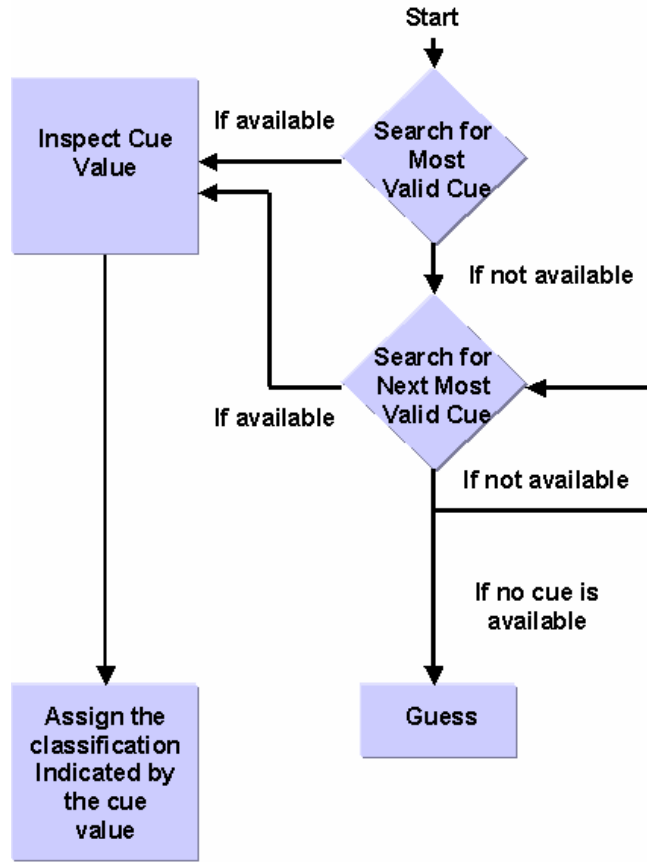 Start
If available
Search for
Most
Valid Cue
Inspect Cue
Value
If not available
Search for
Next Most
Valid Cue
If available
If not available
If no cue is
available
Assign the
classification
Indicated by
the cue
value
Guess